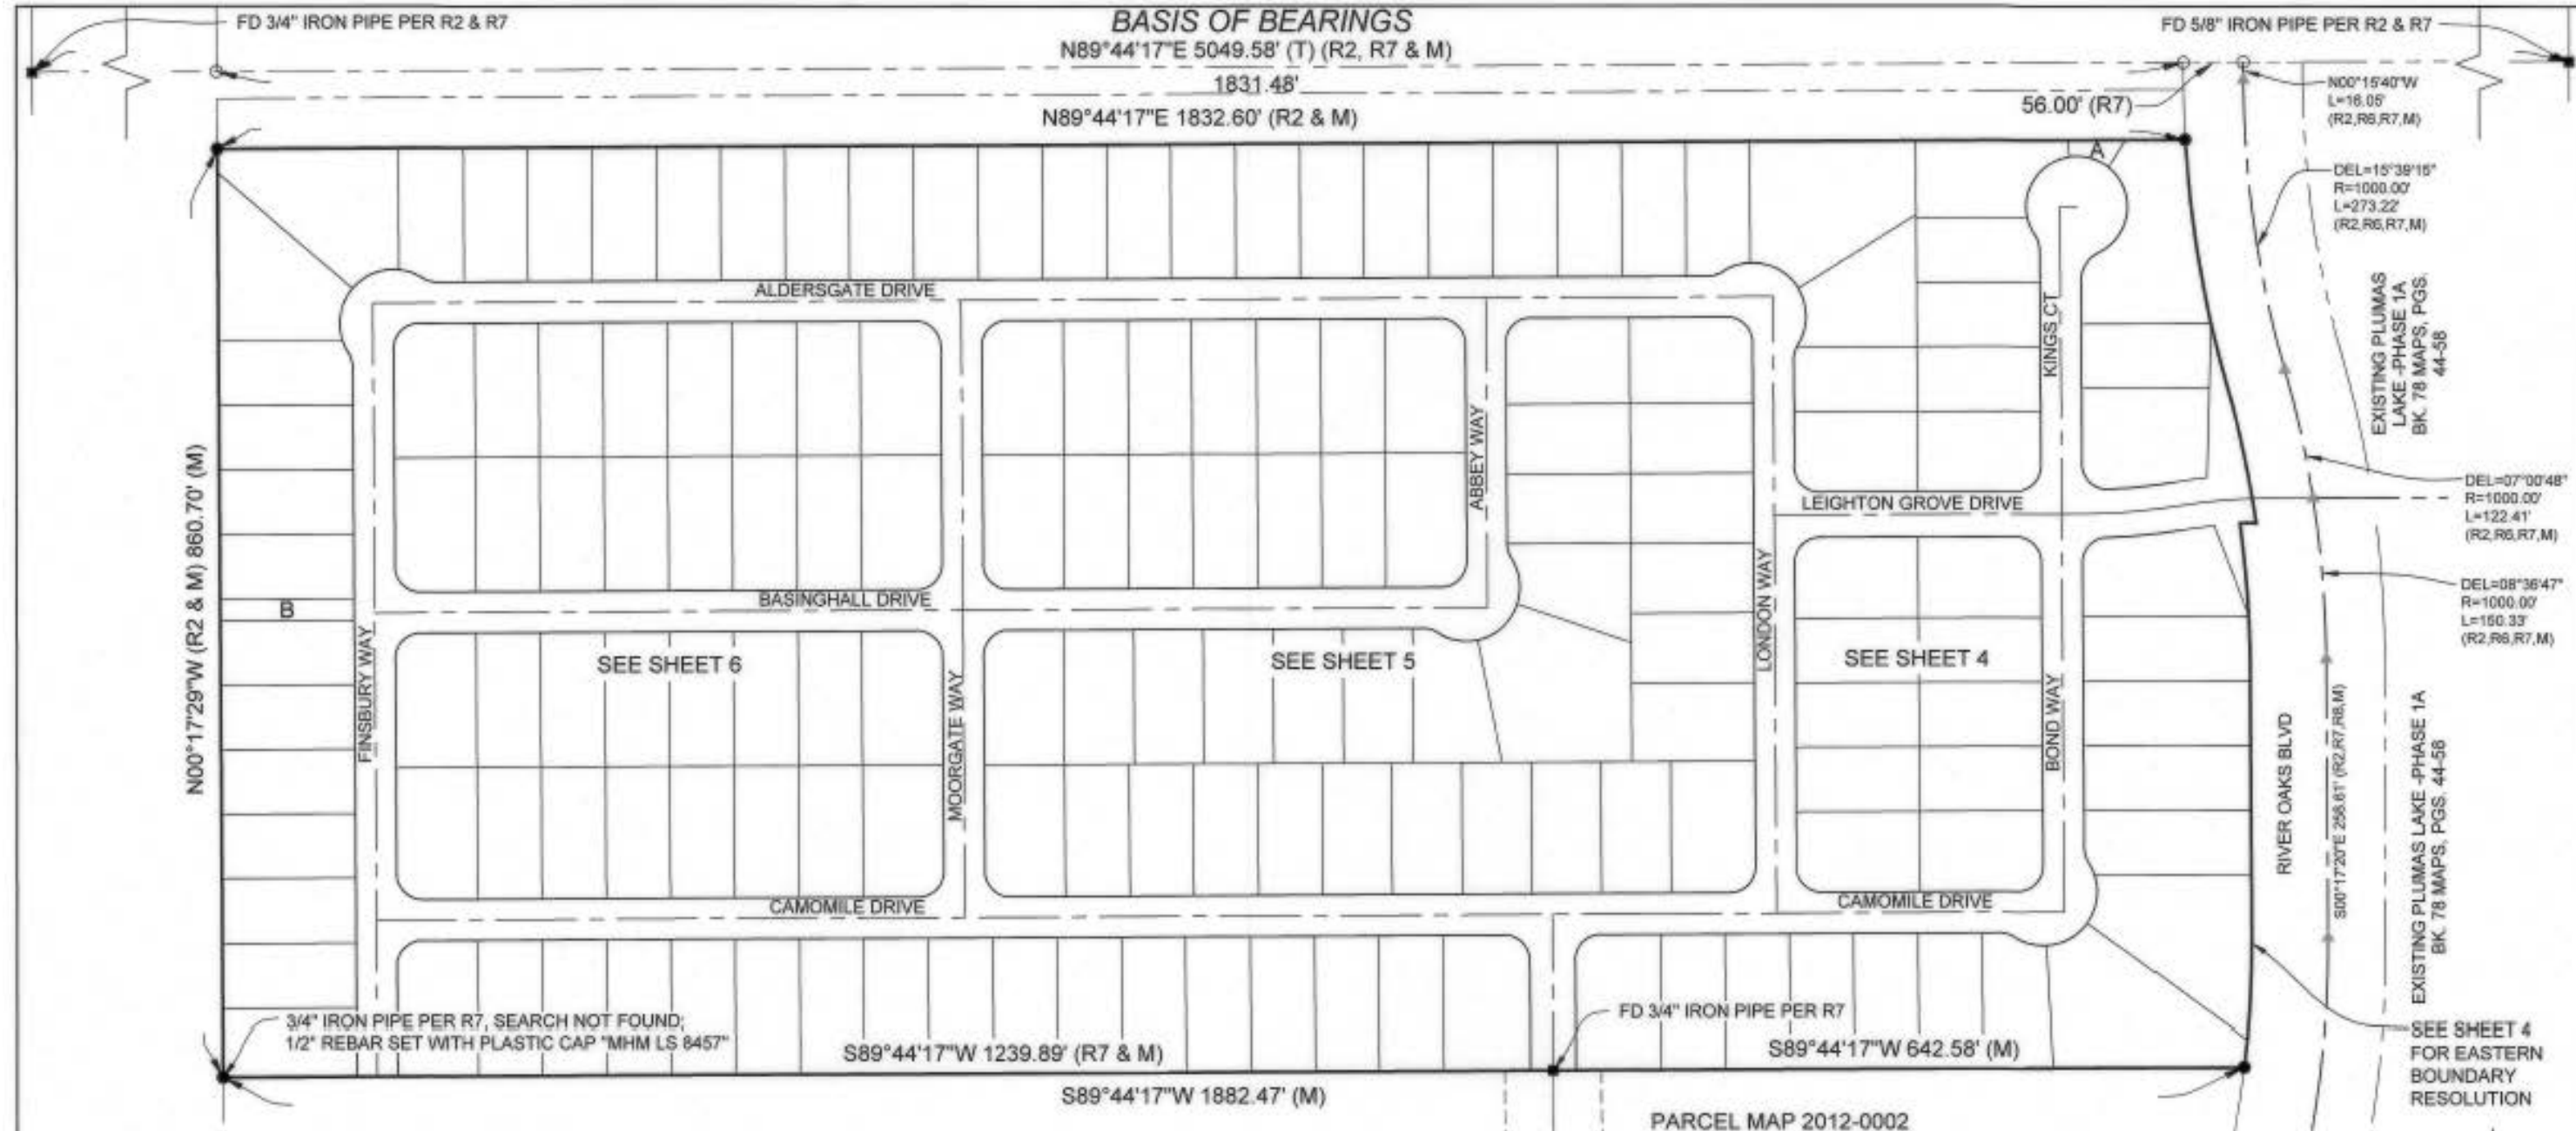 FD 3/4" IRON PIPE PER R2 & R7
BASIS OF BEARINGS
N89°44'17"E 5049.58' (T) (R2, R7 & M)
1831.48'
N89°44'17"E 1832.60' (R2 & M)
FD 5/8" IRON PIPE PER R2 & R7
56.00' (R7)
N00°15'40"W
L=16.05'
(R2,R6,R7,M)
DEL=15°39'15"
R=1000.00'
L=273.22'
(R2,R6,R7,M)
A
ALDERSGATE DRIVE
KINGS CT
EXISTING PLUMAS
LAKE -PHASE 1A
BK. 78 MAPS, PGS.
44-58
N00°17'29"W (R2 & M) 860.70' (M)
ABBEY WAY
LEIGHTON GROVE DRIVE
DEL=07°00'48"
R=1000.00'
L=122.41'
(R2,R6,R7,M)
DEL=08°36'47"
R=1000.00'
L=150.33'
(R2,R6,R7,M)
B
BASINGHALL DRIVE
FINSBURY WAY
SEE SHEET 6
MOORGATE WAY
SEE SHEET 5
LONDON WAY
SEE SHEET 4
BOND WAY
RIVER OAKS BLVD
EXISTING PLUMAS LAKE -PHASE 1A
BK. 78 MAPS, PGS. 44-58
CAMOMILE DRIVE
CAMOMILE DRIVE
3/4" IRON PIPE PER R7, SEARCH NOT FOUND;
1/2" REBAR SET WITH PLASTIC CAP "MHM LS 8457"
S89°44'17"W 1239.89' (R7 & M)
FD 3/4" IRON PIPE PER R7
S89°44'17"W 642.58' (M)
SEE SHEET 4
FOR EASTERN
BOUNDARY
RESOLUTION
S89°44'17"W 1882.47' (M)
PARCEL MAP 2012-0002